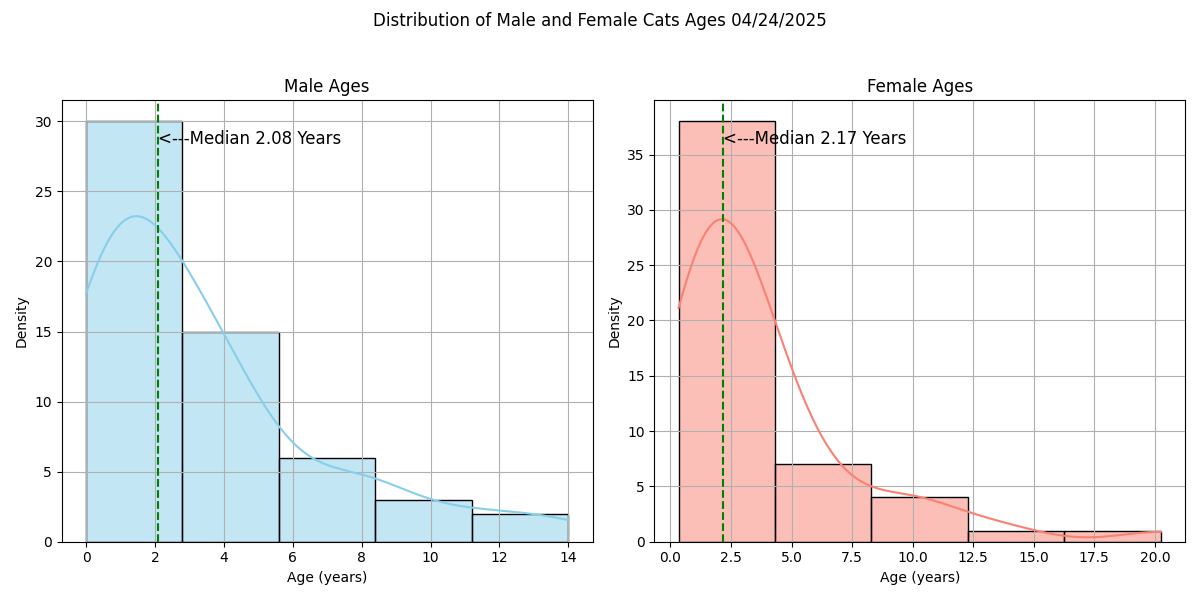 Distribution of Male and Female Cats Ages 04/24/2025
Male Ages
30
25
20
15
10
5
0
Density
<---Median 2.08 Years
0 2 4 6 8 10 12 14
Age (years)
Female Ages
35
30
25
20
15
10
5
0
Density
<---Median 2.17 Years
0.0 2.5 5.0 7.5 10.0 12.5 15.0 17.5 20.0
Age (years)